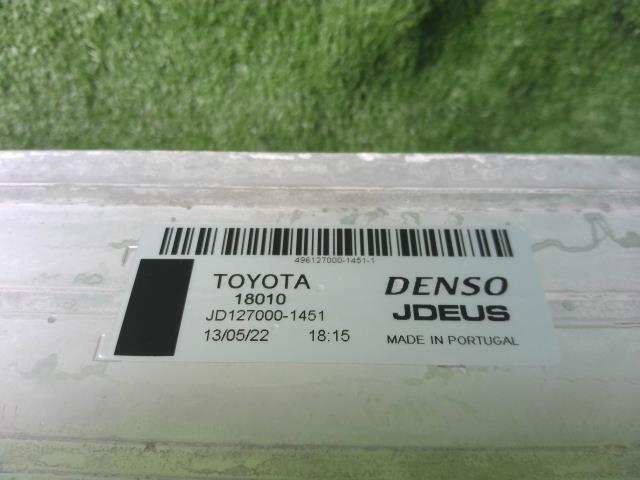 496127000-1451-1
TOYOTA
18010
JD127000-1451
13/05/22 18:15
DENSO
JDEUS
MADE IN PORTUGAL